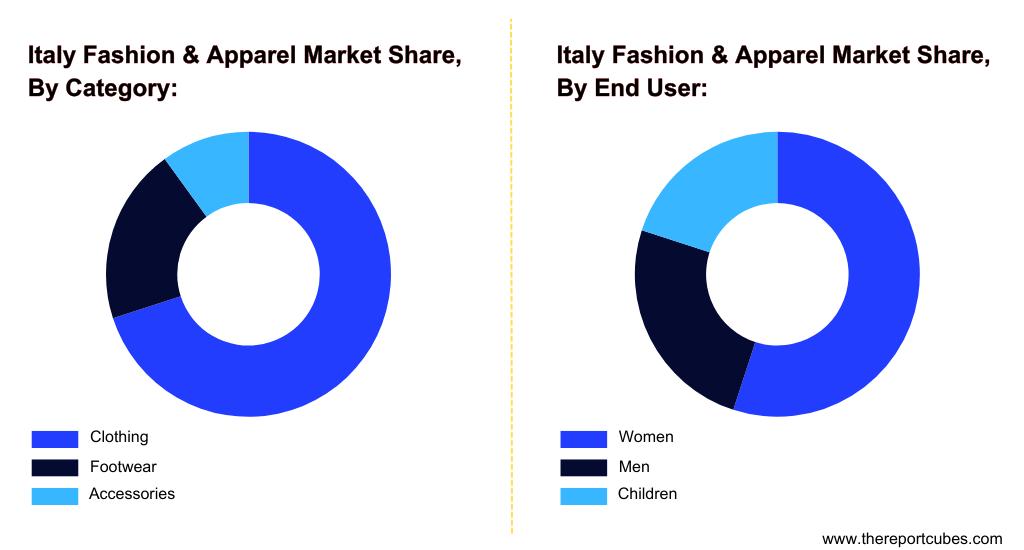 Italy Fashion & Apparel Market Share,
By Category:
Clothing
Footwear
Accessories
Italy Fashion & Apparel Market Share,
By End User:
Women
Men
Children
www.thereportcubes.com